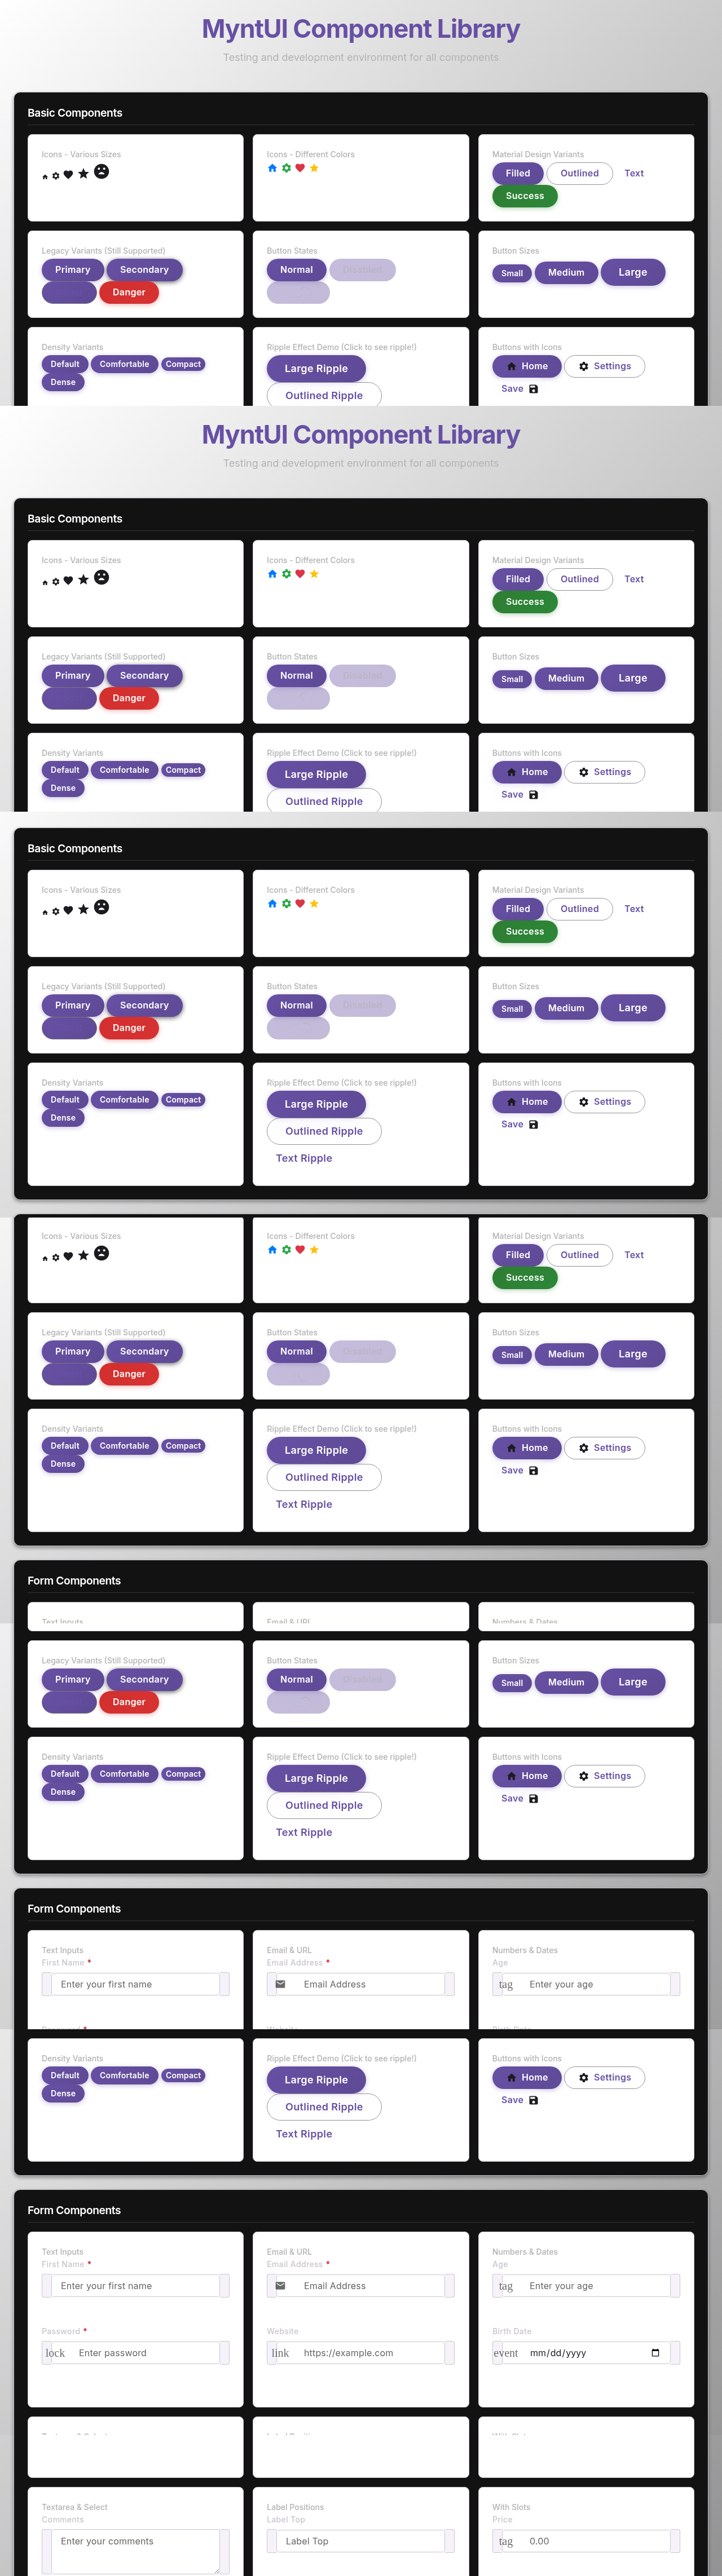 MyntUI Component Library
Testing and development environment for all components
Basic Components
Icons - Various Sizes
Icons - Different Colors
Material Design Variants
Filled Outlined Text
Success
Legacy Variants (Still Supported)
Button States
Button Sizes
Primary Secondary
Normal Disabled
Small Medium Large
Danger
Density Variants
Ripple Effect Demo (Click to see ripple!)
Buttons with Icons
Default Comfortable Compact
Large Ripple
Home Settings
Dense
Outlined Ripple
Save
MyntUI Component Library
Testing and development environment for all components
Basic Components
Icons - Various Sizes
Icons - Different Colors
Material Design Variants
Filled Outlined Text
Success
Legacy Variants (Still Supported)
Button States
Button Sizes
Primary Secondary
Normal Disabled
Small Medium Large
Danger
Density Variants
Ripple Effect Demo (Click to see ripple!)
Buttons with Icons
Default Comfortable Compact
Large Ripple
Home Settings
Dense
Outlined Ripple
Save
Basic Components
Icons - Various Sizes
Icons - Different Colors
Material Design Variants
Filled Outlined Text
Success
Legacy Variants (Still Supported)
Button States
Button Sizes
Primary Secondary
Normal Disabled
Small Medium Large
Danger
Density Variants
Ripple Effect Demo (Click to see ripple!)
Buttons with Icons
Default Comfortable Compact
Large Ripple
Home Settings
Dense
Outlined Ripple
Save
Text Ripple
Icons - Various Sizes
Icons - Different Colors
Material Design Variants
Filled Outlined Text
Success
Legacy Variants (Still Supported)
Button States
Button Sizes
Primary Secondary
Normal Disabled
Small Medium Large
Danger
Density Variants
Ripple Effect Demo (Click to see ripple!)
Buttons with Icons
Default Comfortable Compact
Large Ripple
Home Settings
Dense
Outlined Ripple
Save
Text Ripple
Form Components
Text Inputs
Email & URL
Numbers & Dates
Legacy Variants (Still Supported)
Button States
Button Sizes
Primary Secondary
Normal Disabled
Small Medium Large
Danger
Density Variants
Ripple Effect Demo (Click to see ripple!)
Buttons with Icons
Default Comfortable Compact
Large Ripple
Home Settings
Dense
Outlined Ripple
Save
Text Ripple
Form Components
Text Inputs
Email & URL
Numbers & Dates
First Name *
Email Address *
Age
Enter your first name
Email Address
tag Enter your age
Password *
Website
Birth Date
Density Variants
Ripple Effect Demo (Click to see ripple!)
Buttons with Icons
Default Comfortable Compact
Large Ripple
Home Settings
Dense
Outlined Ripple
Save
Text Ripple
Form Components
Text Inputs
Email & URL
Numbers & Dates
First Name *
Email Address *
Age
Enter your first name
Email Address
tag Enter your age
Password *
Website
Birth Date
lock Enter password
link https://example.com
event mm/dd/yyyy
Textarea & Select
Label Positions
With Slots
Comments
Label Top
Price
Enter your comments
Label Top
tag 0.00